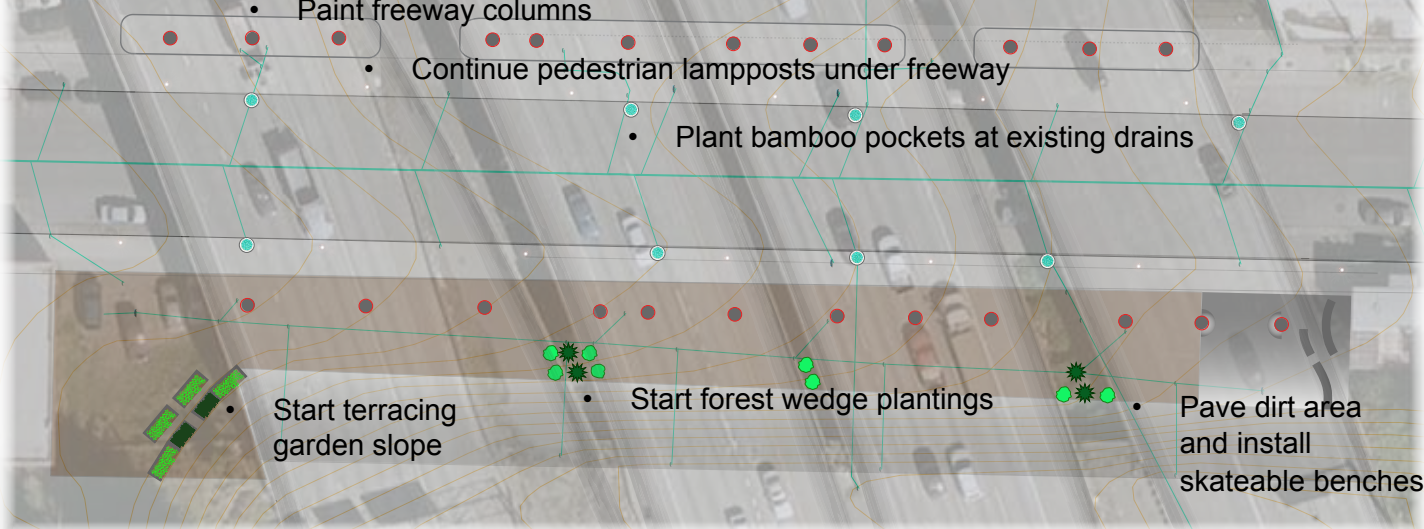 • Paint freeway columns
• Continue pedestrian lampposts under freeway
• Plant bamboo pockets at existing drains
• Start terracing
garden slope
• Start forest wedge plantings
• Pave dirt area
and install
skateable benches